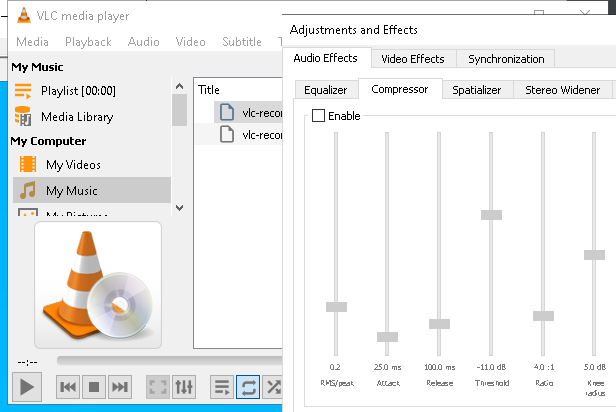 VLC media player
Media Playback Audio Video Subtitle T
My Music
Playlist [00:00]
Media Library
My Computer
My Videos
My Music
My Pictures
Title
vlc-recor
vlc-recor
--:--
Adjustments and Effects
Audio Effects Video Effects Synchronization
Equalizer Compressor Spatializer Stereo Widener
Enable
0.2 25.0 ms 100.0 ms -11.0 dB 4.0 :1 5.0 dB
RMS/peak Attack Release Threshold Ratio Knee
radius